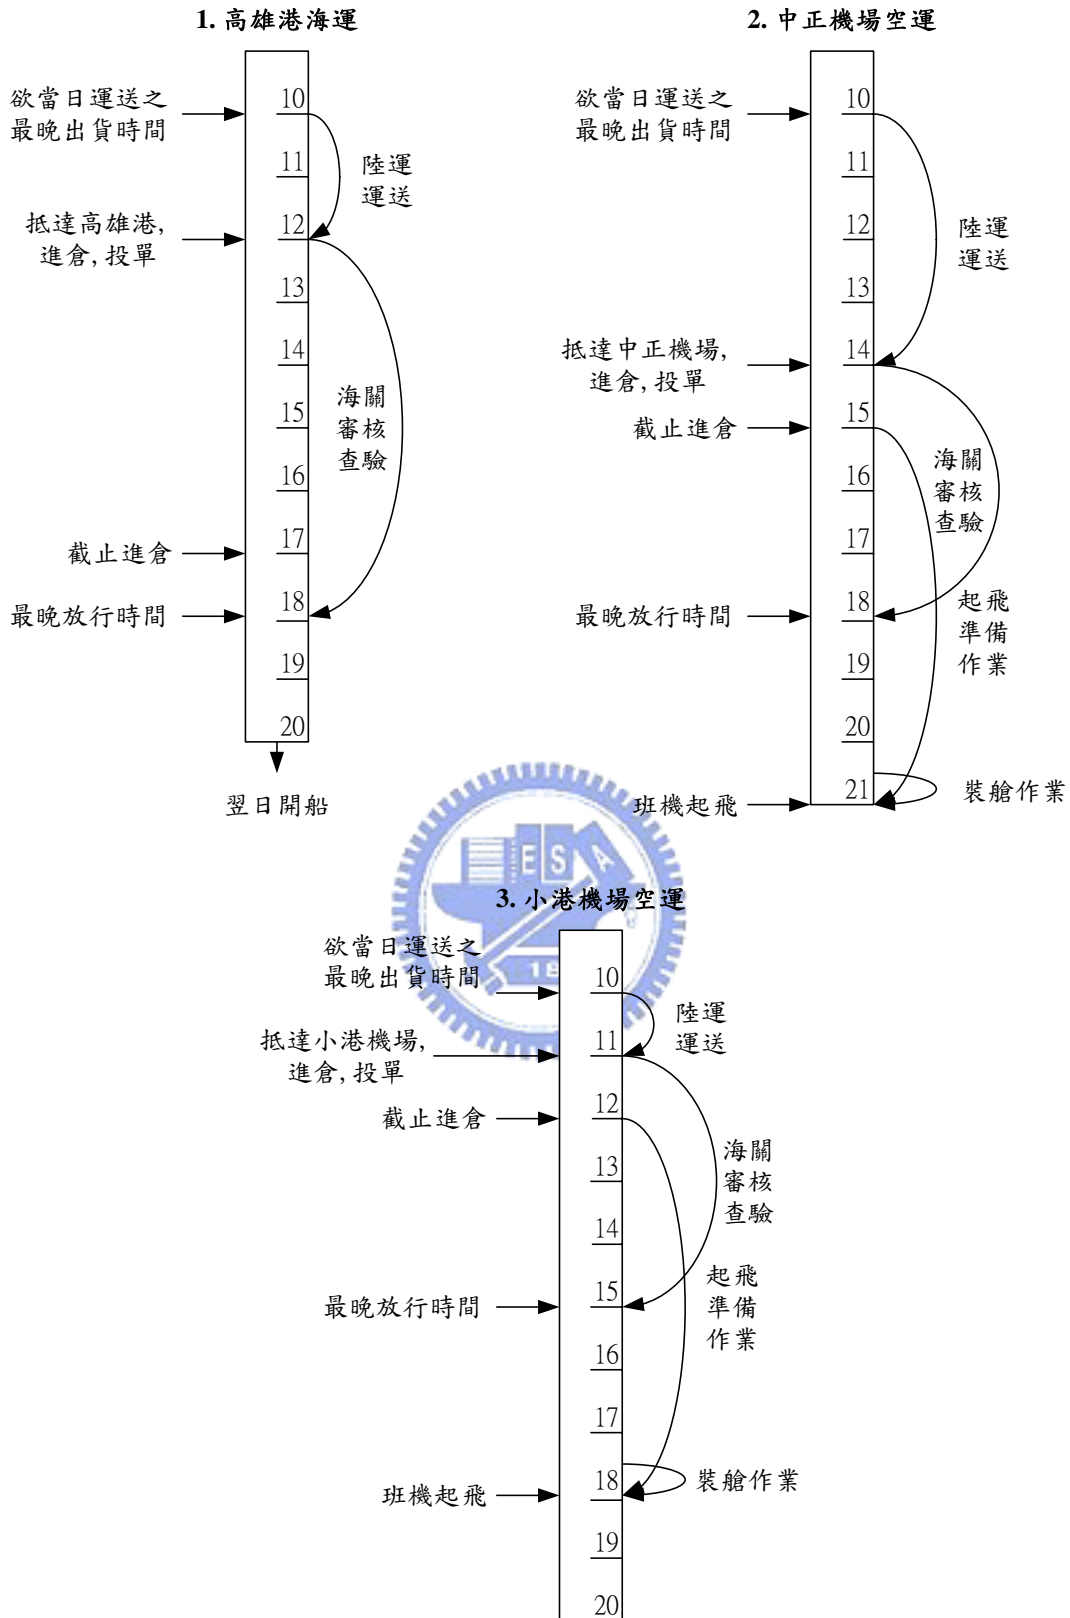 1. 高雄港海運
欲當日運送之
最晚出貨時間
抵達高雄港,
進倉, 投單
截止進倉
最晚放行時間
10
11
12
13
14
15
16
17
18
19
20
陸運
運送
海關
審核
查驗
翌日開船
2. 中正機場空運
欲當日運送之
最晚出貨時間
抵達中正機場,
進倉, 投單
截止進倉
最晚放行時間
班機起飛
10
11
12
13
14
15
16
17
18
19
20
21
陸運
運送
海關
審核
查驗
起飛
準備
作業
裝艙作業
3. 小港機場空運
欲當日運送之
最晚出貨時間
抵達小港機場,
進倉, 投單
截止進倉
最晚放行時間
班機起飛
10
11
12
13
14
15
16
17
18
19
20
陸運
運送
海關
審核
查驗
起飛
準備
作業
裝艙作業
E S A
18